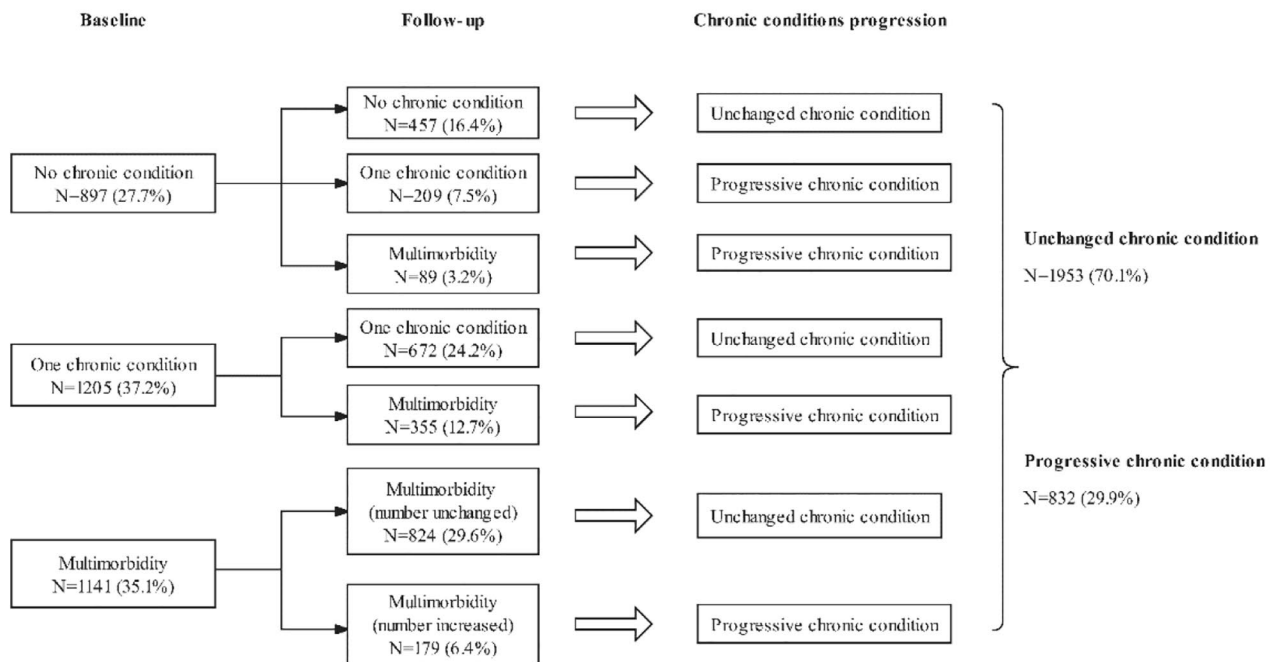 Baseline
Follow-up
Chronic conditions progression
No chronic condition
N−897 (27.7%)
No chronic condition
N=457 (16.4%)
Unchanged chronic condition
One condition
N−209 (7.5%)
Progressive chronic condition
Multimorbidity
N=89 (3.2%)
Progressive chronic condition
One chronic condition
N=1205 (37.2%)
One chronic condition
N=672 (24.2%)
Unchanged chronic condition
Multimorbidity
N=355 (12.7%)
Progressive chronic condition
Multimorbidity
N=1141 (35.1%)
Multimorbidity
(number unchanged)
N=824 (29.6%)
Unchanged chronic condition
Multimorbidity
(number increased)
N=179 (6.4%)
Progressive chronic condition
Unchanged chronic condition
N−1953 (70.1%)
Progressive chronic condition
N=832 (29.9%)